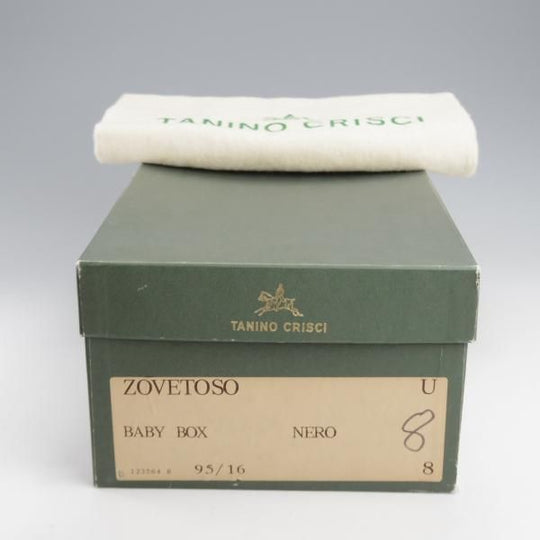 TANINO CRISCI
TANINO CRISCI
ZOVETOSO U
BABY BOX NERO 8
95/16 8